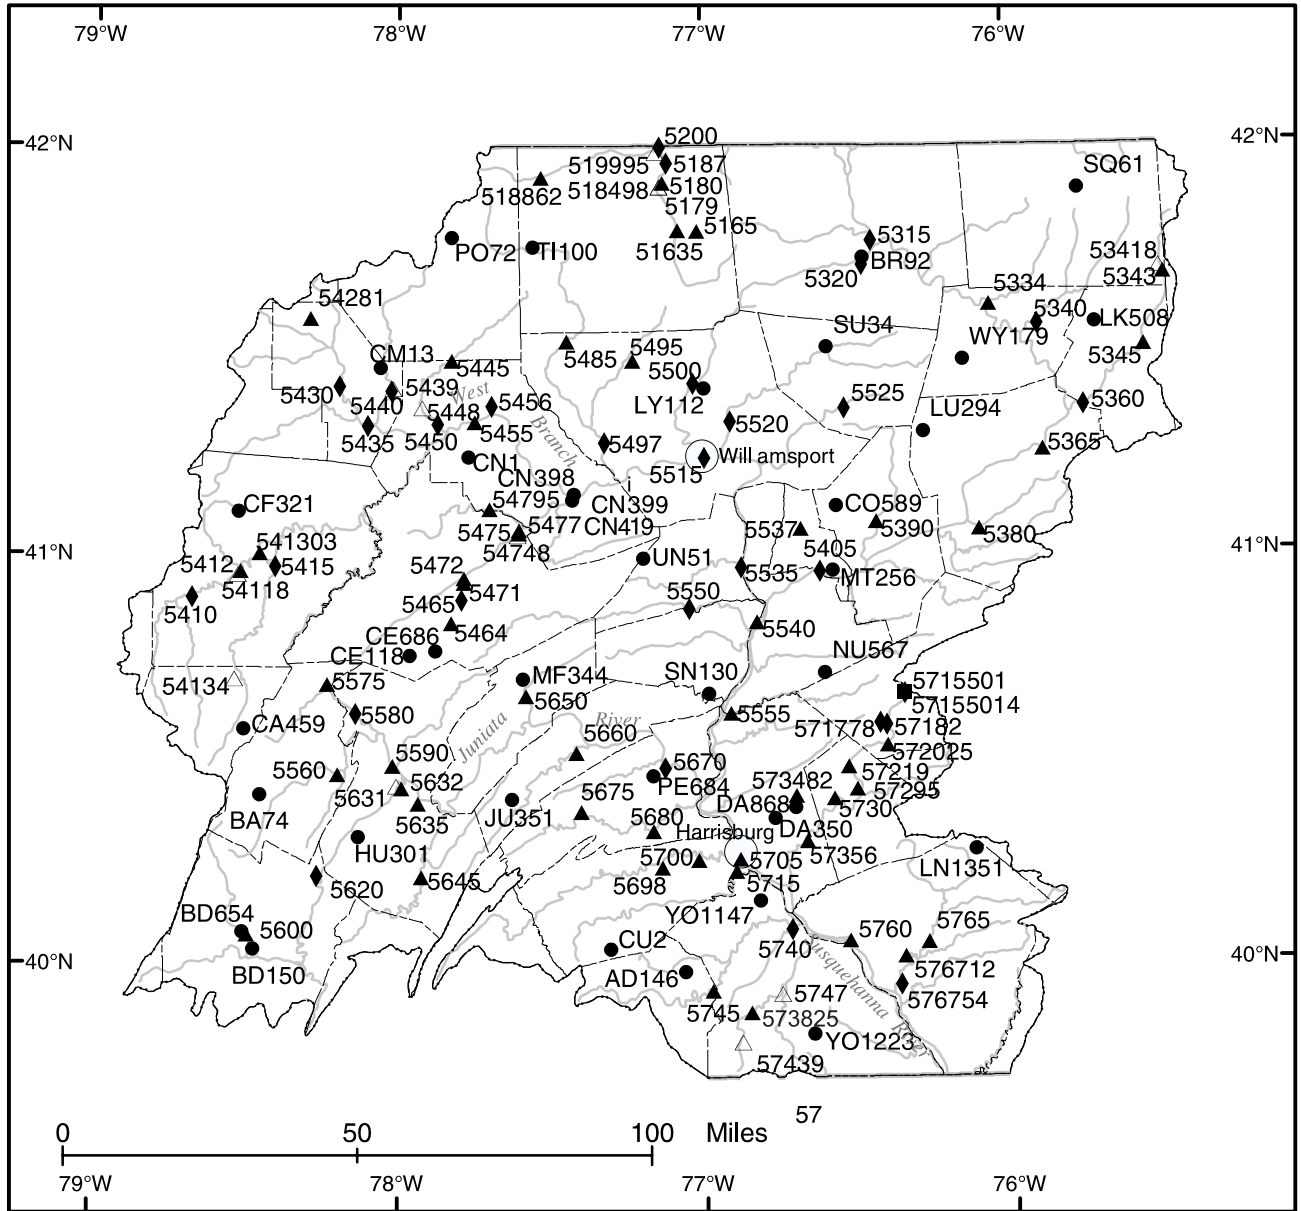 79°W 78°W 77°W 76°W
42°N 42°N
5200
519995 5187
518498 5180
518862 5179
SQ61
5165
51635
PO72 TI100
5315
BR92
5320
53418
5343
5334
5340
LK508
54281
SU34
WY179
5345
CM13
5445
5485
5495
5500
5430
5439
West
5440
5448
5456
LY112
5525
5360
LU294
5435
5450
5455
Branch
5497
5520
5365
CN1
5515
Will amsport
CN398
54795
CN399
CF321
CO589
5475
5477
CN419
5537
5390
5380
41°N 41°N
541303
54748
5405
5412
5415
5472
UN51
5535
MT256
54118
5471
5410
5465
5550
5464
5540
CE686
CE118
NU567
54134
5575
MF344
SN130
5715501
5650
57155014
5580
CA459
Juniata
River
5555
571778
57182
5660
572025
5590
5560
5632
5670
573482
57219
5631
PE684
57295
5675
DA868
5730
BA74
5635
JU351
5680
Harrisburg
DA350
HU301
57356
5700
5705
LN1351
5620
5645
5698
5715
BD654
YO1147
5600
5765
5760
CU2
5740
BD150
40°N 40°N
AD146
Susquehanna River
576712
5747
576754
5745
573825
YO1223
57439
57
0 50 100 Miles
79°W 78°W 77°W 76°W